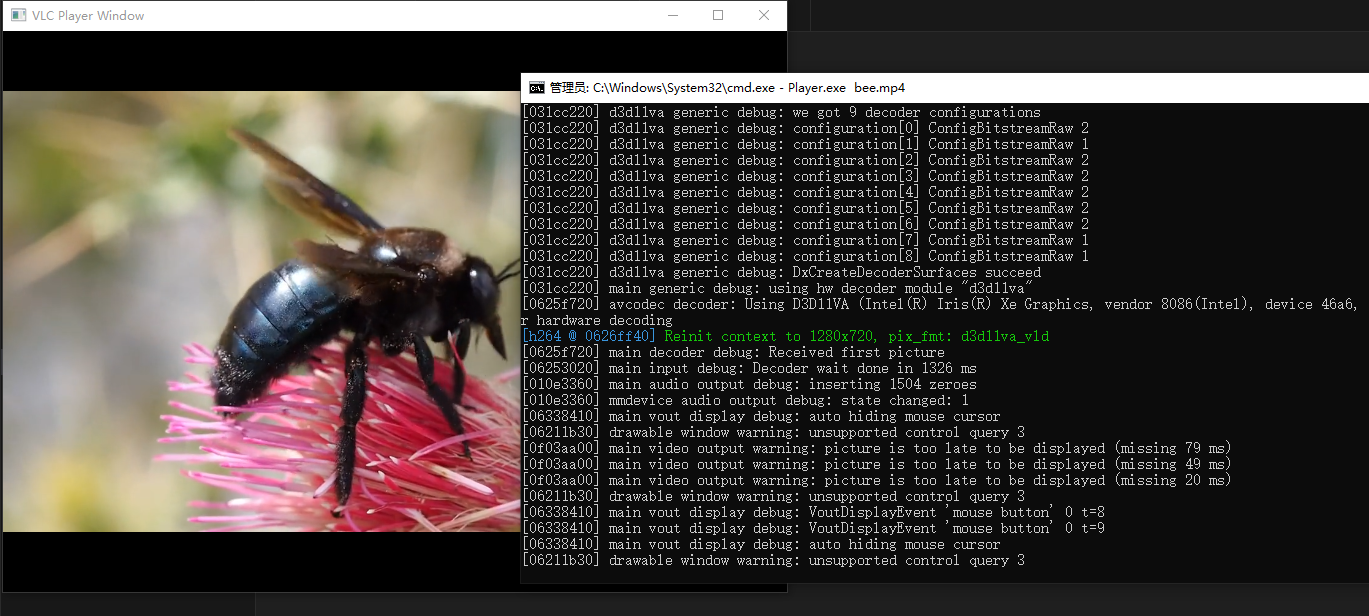 VLC Player Window
管理员: C:\Windows\System32\cmd.exe - Player.exe  bee.mp4
[031cc220] d3d11va generic debug: we got 9 decoder configurations
[031cc220] d3d11va generic debug: configuration[0] ConfigBitstreamRaw 2
[031cc220] d3d11va generic debug: configuration[1] ConfigBitstreamRaw 1
[031cc220] d3d11va generic debug: configuration[2] ConfigBitstreamRaw 2
[031cc220] d3d11va generic debug: configuration[3] ConfigBitstreamRaw 2
[031cc220] d3d11va generic debug: configuration[4] ConfigBitstreamRaw 2
[031cc220] d3d11va generic debug: configuration[5] ConfigBitstreamRaw 2
[031cc220] d3d11va generic debug: configuration[6] ConfigBitstreamRaw 2
[031cc220] d3d11va generic debug: configuration[7] ConfigBitstreamRaw 1
[031cc220] d3d11va generic debug: configuration[8] ConfigBitstreamRaw 1
[031cc220] d3d11va generic debug: DxCreateDecoderSurfaces succeed
[031cc220] main generic debug: using hw decoder module "d3d11va"
[0625f720] avcodec decoder: Using D3D11VA (Intel(R) Iris(R) Xe Graphics, vendor 8086(Intel), device 46a6,
r hardware decoding
[h264 @ 0626ff40] Reinit context to 1280x720, pix_fmt: d3d11va_vld
[0625f720] main decoder debug: Received first picture
[06253020] main input debug: Decoder wait done in 1326 ms
[010e3360] main audio output debug: inserting 1504 zeroes
[010e3360] mmdevice audio output debug: state changed: 1
[06338410] main vout display debug: auto hiding mouse cursor
[06211b30] drawable window warning: unsupported control query 3
[0f03aa00] main video output warning: picture is too late to be displayed (missing 79 ms)
[0f03aa00] main video output warning: picture is too late to be displayed (missing 49 ms)
[0f03aa00] main video output warning: picture is too late to be displayed (missing 20 ms)
[06211b30] drawable window warning: unsupported control query 3
[06338410] main vout display debug: VoutDisplayEvent 'mouse button' 0 t=8
[06338410] main vout display debug: VoutDisplayEvent 'mouse button' 0 t=9
[06338410] main vout display debug: auto hiding mouse cursor
[06211b30] drawable window warning: unsupported control query 3